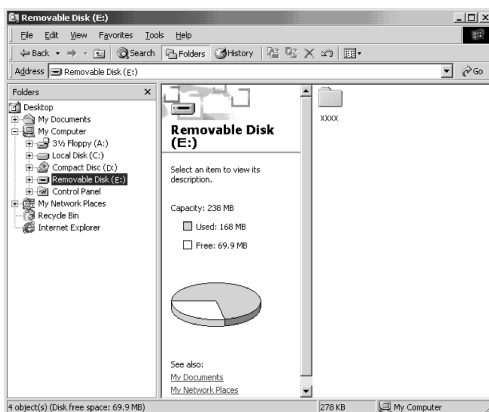 Removable Disk (E:)
File Edit View Favorites Tools Help
Back Search Folders History
Address Removable Disk (E:) Go
Folders
Desktop
My Documents
My Computer
3½ Floppy (A:)
Local Disk (C:)
Compact Disc (D:)
Removable Disk (E:)
Control Panel
My Network Places
Recycle Bin
Internet Explorer
Removable Disk
(E:)
Select an item to view its
description.
Capacity: 238 MB
Used: 168 MB
Free: 69.9 MB
See also:
My Documents
My Network Places
xxxx
4 object(s) (Disk free space: 69.9 MB) 278 KB My Computer